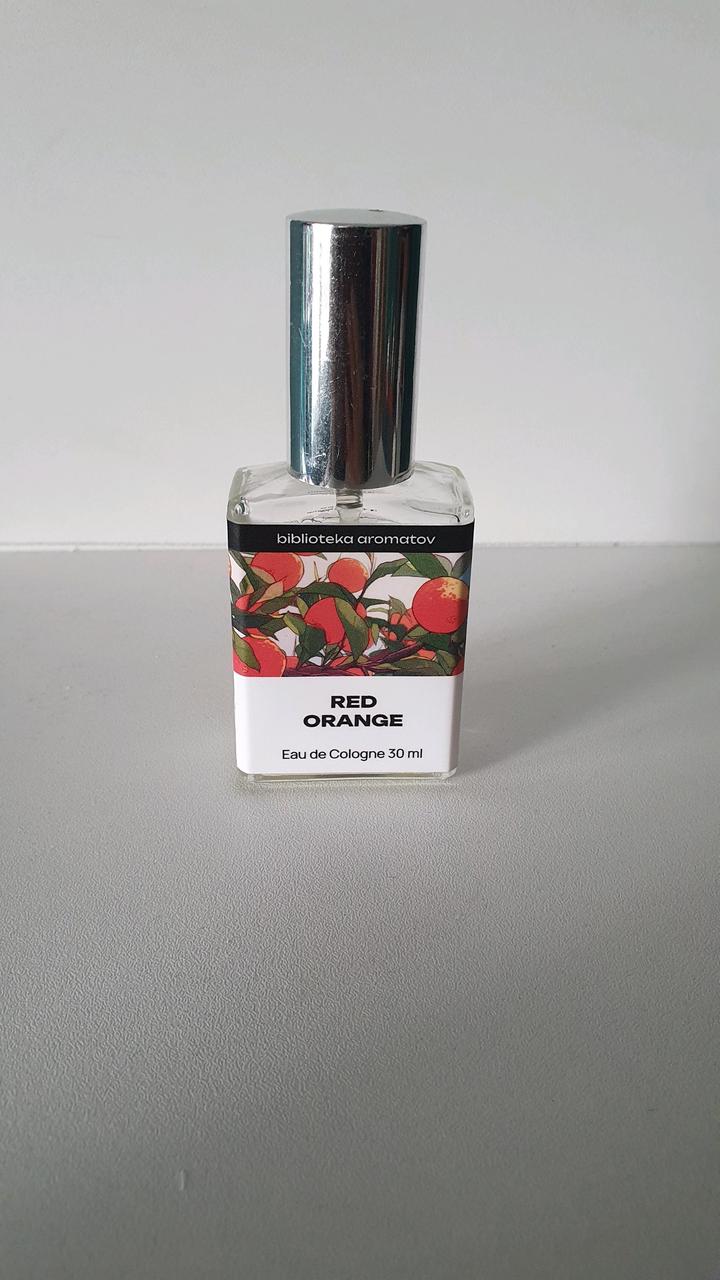 biblioteka aromatov
RED
ORANGE
Eau de Cologne 30 ml